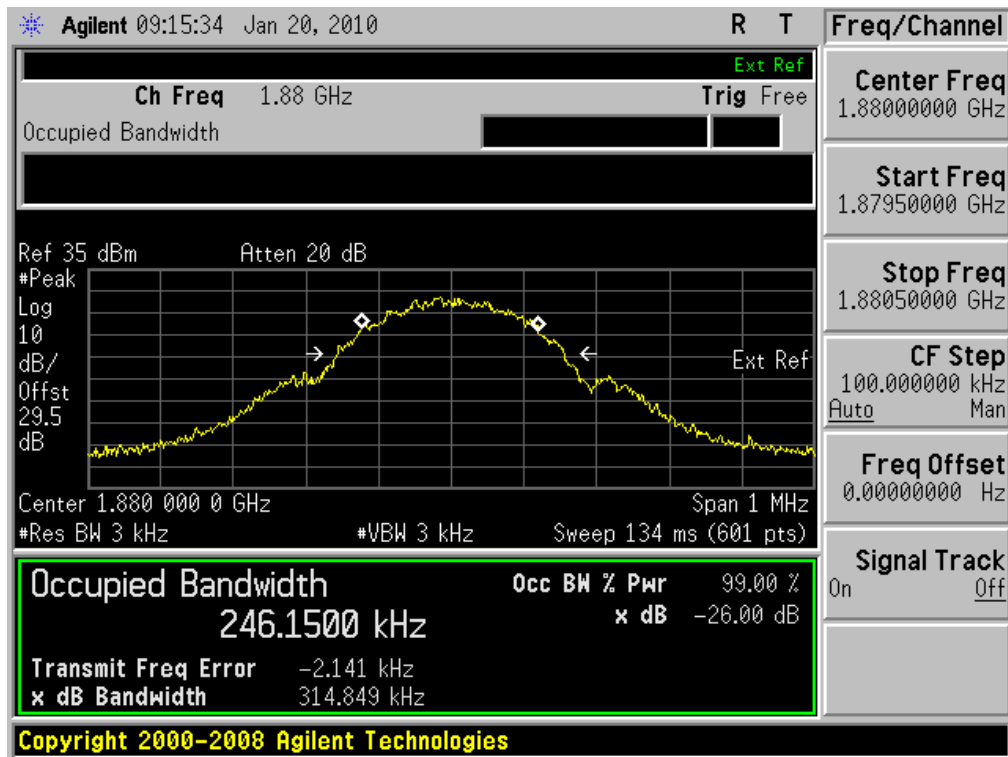 Agilent 09:15:34 Jan 20, 2010 R T
Freq/Channel
Ext Ref
Ch Freq 1.88 GHz Trig Free
Occupied Bandwidth
Center Freq
1.88000000 GHz
Start Freq
1.87950000 GHz
Stop Freq
1.88050000 GHz
CF Step
100.000000 kHz
Auto Man
Freq Offset
0.00000000 Hz
Signal Track
On Off
Ref 35 dBm Atten 20 dB
#Peak
Log
10
dB/
Offst
29.5
dB
Ext Ref
Center 1.880 000 0 GHz Span 1 MHz
#Res BW 3 kHz #VBW 3 kHz Sweep 134 ms (601 pts)
Occupied Bandwidth
246.1500 kHz
Occ BW % Pwr 99.00 %
x dB -26.00 dB
Transmit Freq Error -2.141 kHz
x dB Bandwidth 314.849 kHz
Copyright 2000-2008 Agilent Technologies